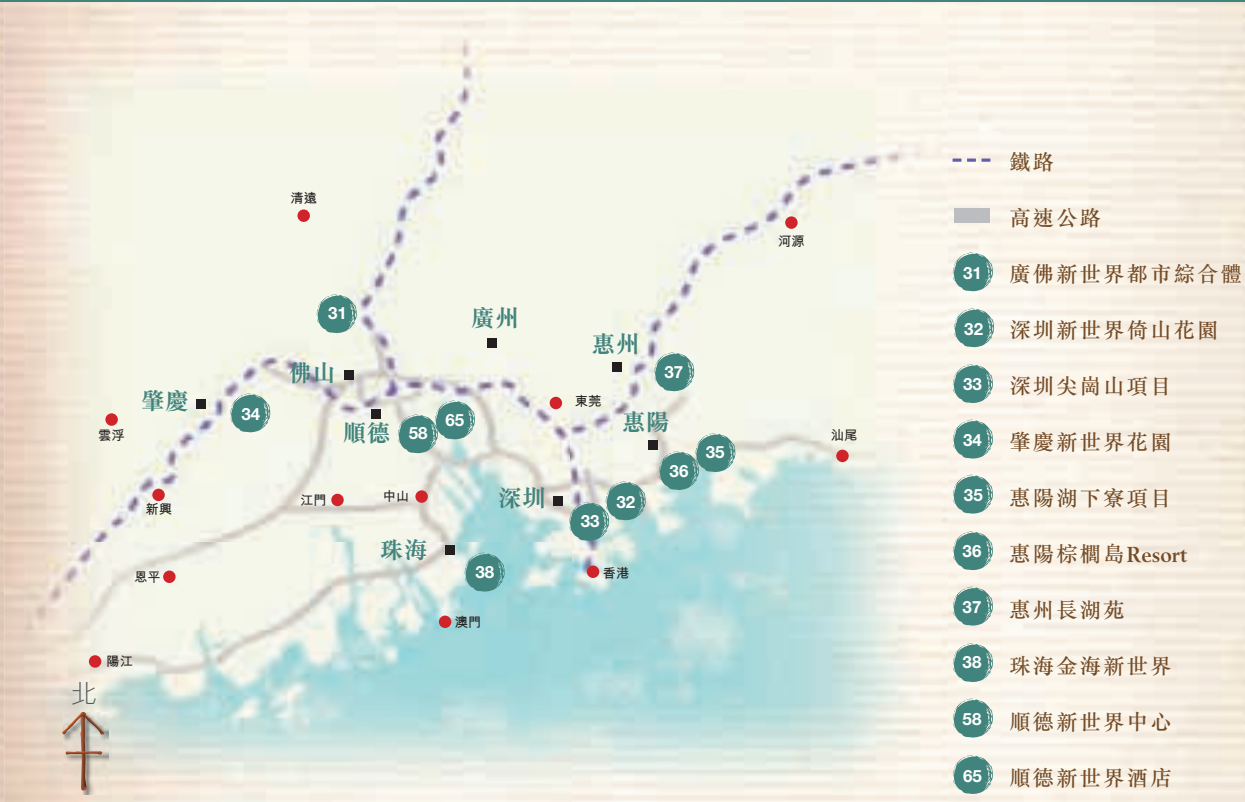 清遠
河源
31
廣州
惠州
佛山
37
肇慶
34
東莞
雲浮
順德
58
65
惠陽
汕尾
36
35
新興
江門
中山
深圳
32
33
珠海
38
香港
恩平
澳門
陽江
北
鐵路
高速公路
31 廣佛新世界都市綜合體
32 深圳新世界倚山花園
33 深圳尖崗山項目
34 肇慶新世界花園
35 惠陽湖下寮項目
36 惠陽棕櫚島Resort
37 惠州長湖苑
38 珠海金海新世界
58 順德新世界中心
65 順德新世界酒店